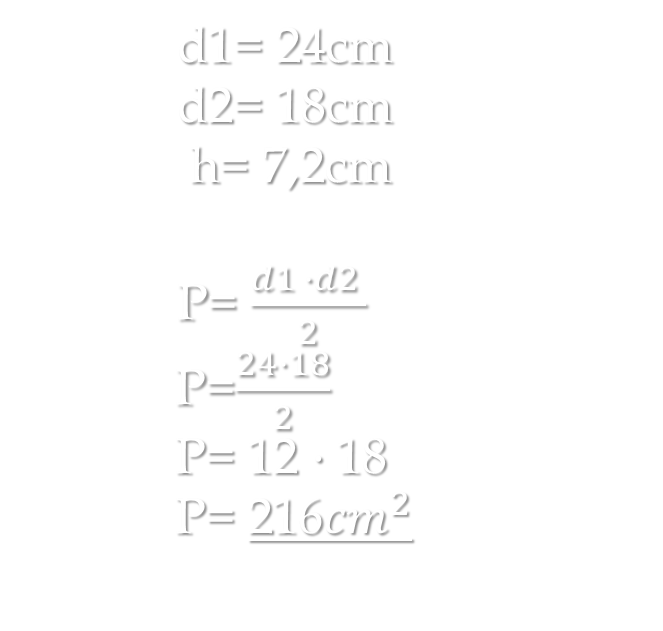 d1= 24cm
d2= 18cm
h= 7,2cm
P= d1 ·d2 / 2
P= 24·18 / 2
P= 12 · 18
P= 216cm²